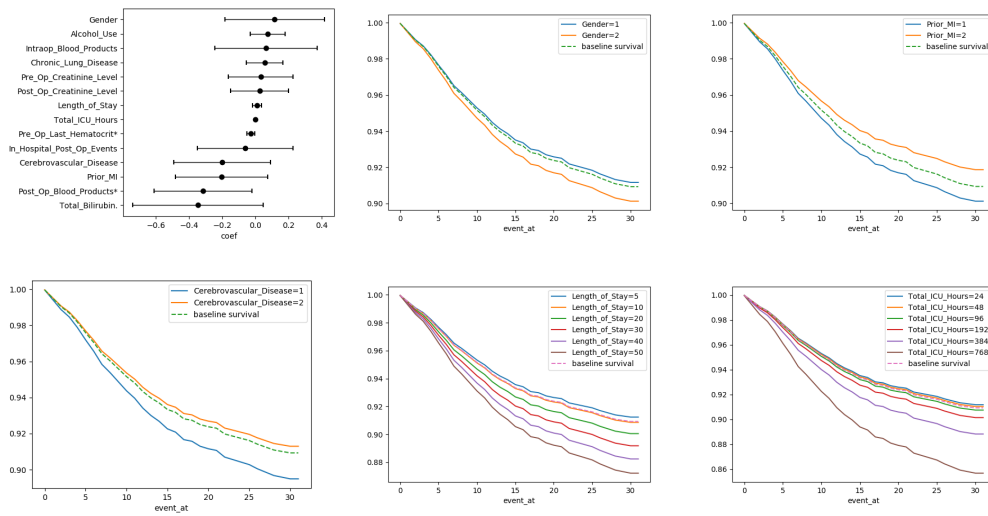 Gender
Alcohol_Use
Intraop_Blood_Products
Chronic_Lung_Disease
Pre_Op_Creatinine_Level
Post_Op_Creatinine_Level
Length_of_Stay
Total_ICU_Hours
Pre_Op_Last_Hematocrit*
In_Hospital_Post_Op_Events
Cerebrovascular_Disease
Prior_MI
Post_Op_Blood_Products*
Total_Bilirubin.
−0.6 −0.4 −0.2 0.0 0.2 0.4
coef
1.00
0.98
0.96
0.94
0.92
0.90
Gender=1
Gender=2
baseline survival
0 5 10 15 20 25 30
event_at
1.00
0.98
0.96
0.94
0.92
0.90
Prior_MI=1
Prior_MI=2
baseline survival
0 5 10 15 20 25 30
event_at
1.00
0.98
0.96
0.94
0.92
0.90
Cerebrovascular_Disease=1
Cerebrovascular_Disease=2
baseline survival
0 5 10 15 20 25 30
event_at
1.00
0.98
0.96
0.94
0.92
0.90
0.88
Length_of_Stay=5
Length_of_Stay=10
Length_of_Stay=20
Length_of_Stay=30
Length_of_Stay=40
Length_of_Stay=50
baseline survival
0 5 10 15 20 25 30
event_at
1.00
0.98
0.96
0.94
0.92
0.90
0.88
0.86
Total_ICU_Hours=24
Total_ICU_Hours=48
Total_ICU_Hours=96
Total_ICU_Hours=192
Total_ICU_Hours=384
Total_ICU_Hours=768
baseline survival
0 5 10 15 20 25 30
event_at